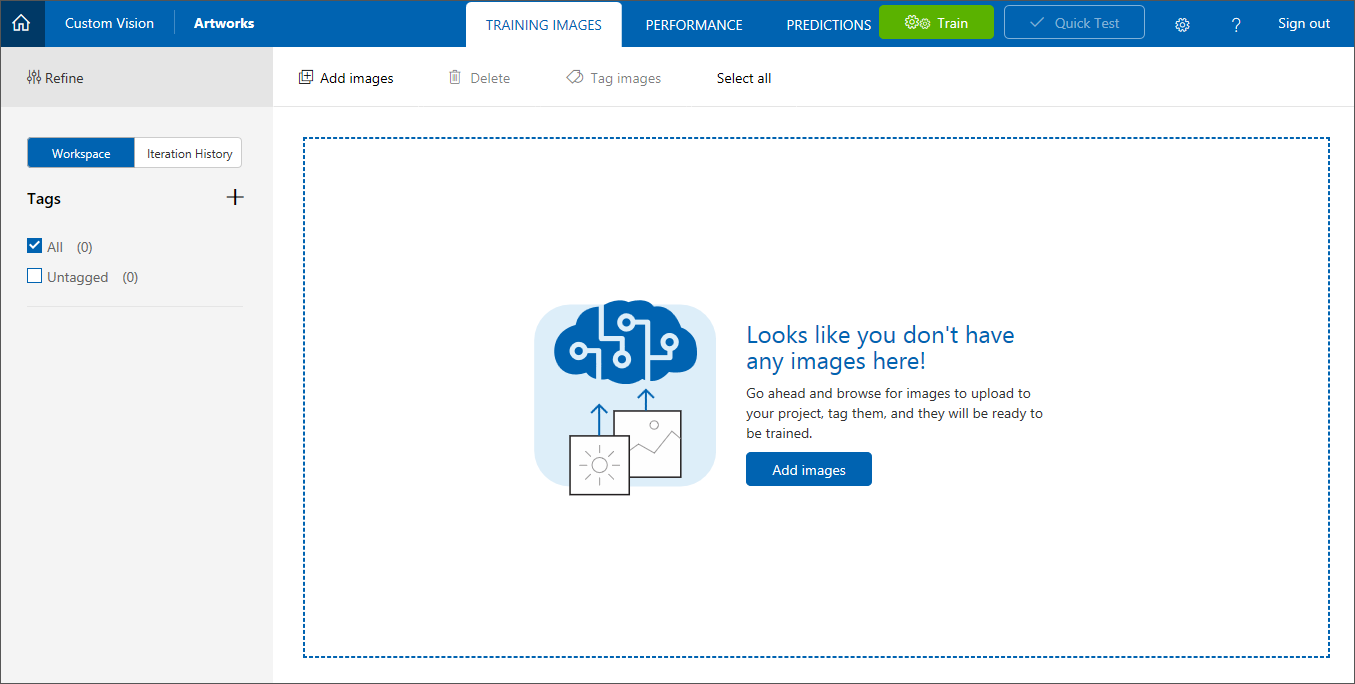 Custom Vision Artworks TRAINING IMAGES PERFORMANCE PREDICTIONS Train Quick Test ? Sign out
Refine Add images Delete Tag images Select all
Workspace Iteration History
Tags +
All (0)
Untagged (0)
Looks like you don't have
any images here!
Go ahead and browse for images to upload to
your project, tag them, and they will be ready to
be trained.
Add images